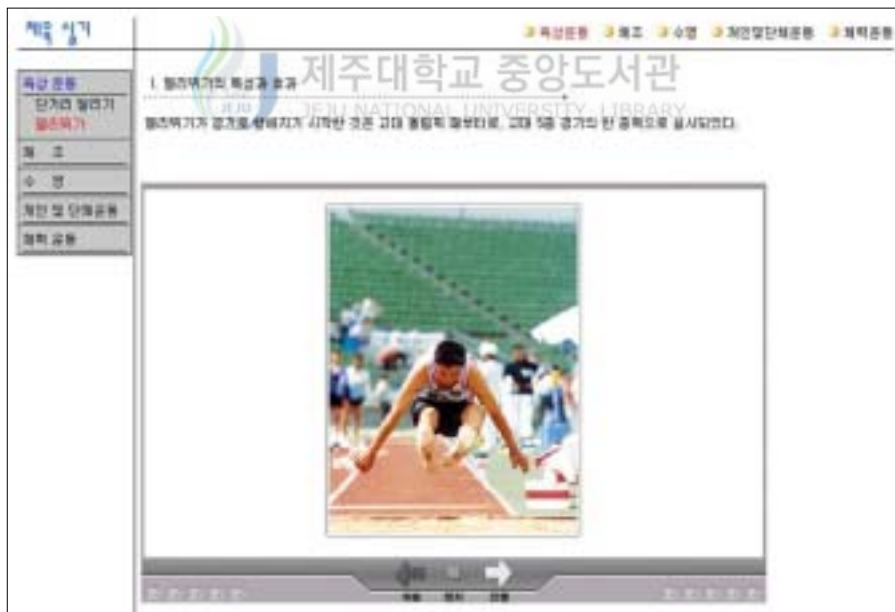 체육 실기
육상운동 체조 수영 개인및단체운동 체력운동
육상 운동
단거리 달리기
멀리뛰기
체 조
수 영
개인 및 단체운동
체력 운동
제주대학교 중앙도서관
JEJU NATIONAL UNIVERSITY LIBRARY
1. 멀리뛰기의 특성과 효과
멀리뛰기가 경기로 행해지기 시작한 것은 고대 올림픽 때부터로, 고대 5종 경기의 한 종목으로 실시되었다.